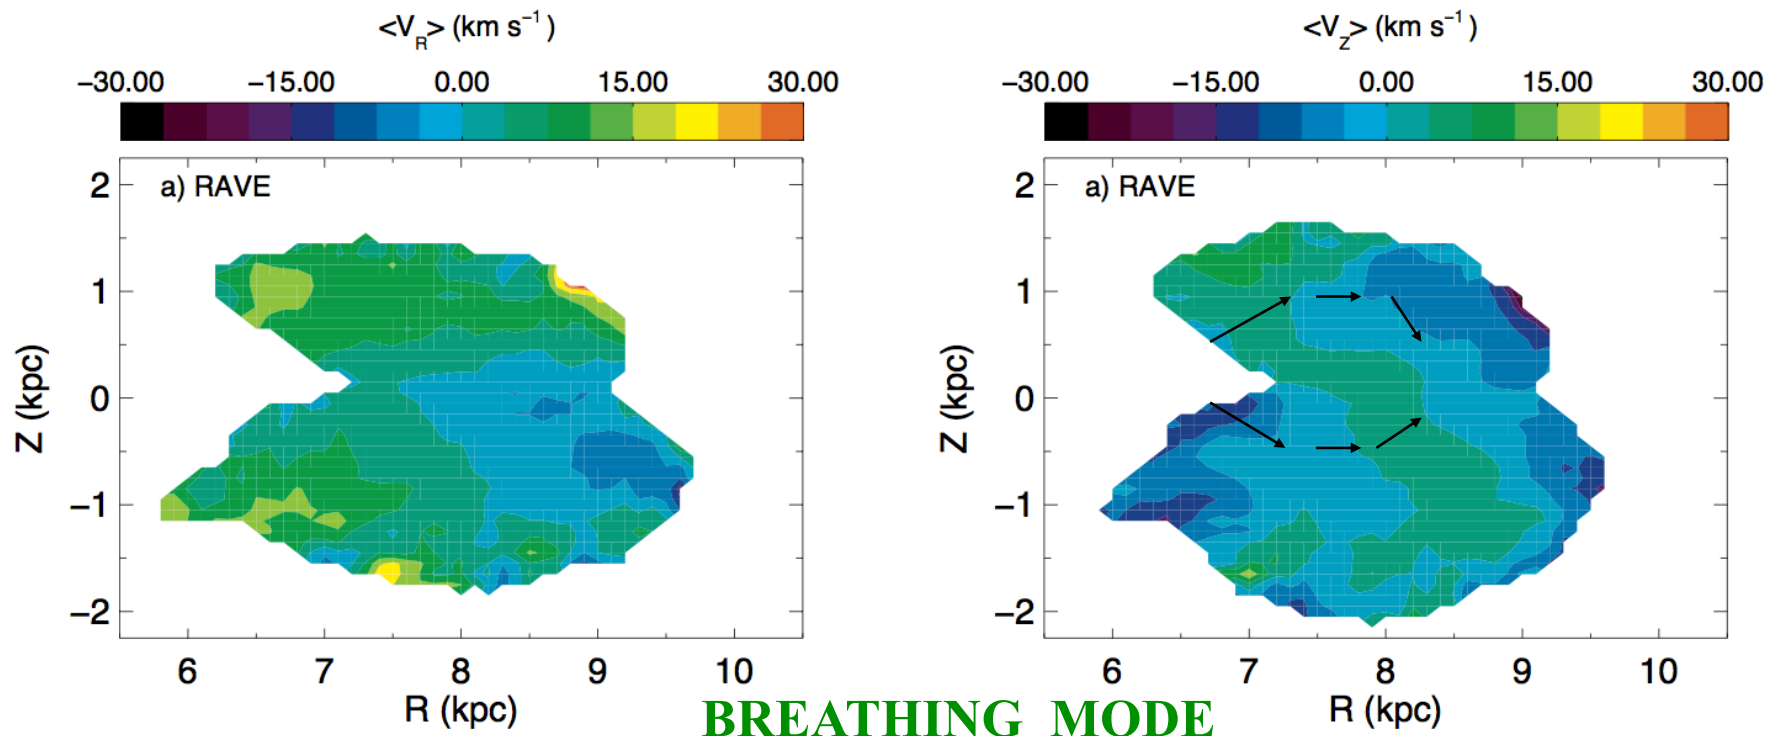 <V_R> (km s⁻¹)
−30.00 −15.00 0.00 15.00 30.00
a) RAVE
2
1
0
−1
−2
Z (kpc)
6 7 8 9 10
R (kpc)
<V_Z> (km s⁻¹)
−30.00 −15.00 0.00 15.00 30.00
a) RAVE
2
1
0
−1
−2
Z (kpc)
6 7 8 9 10
R (kpc)
BREATHING MODE